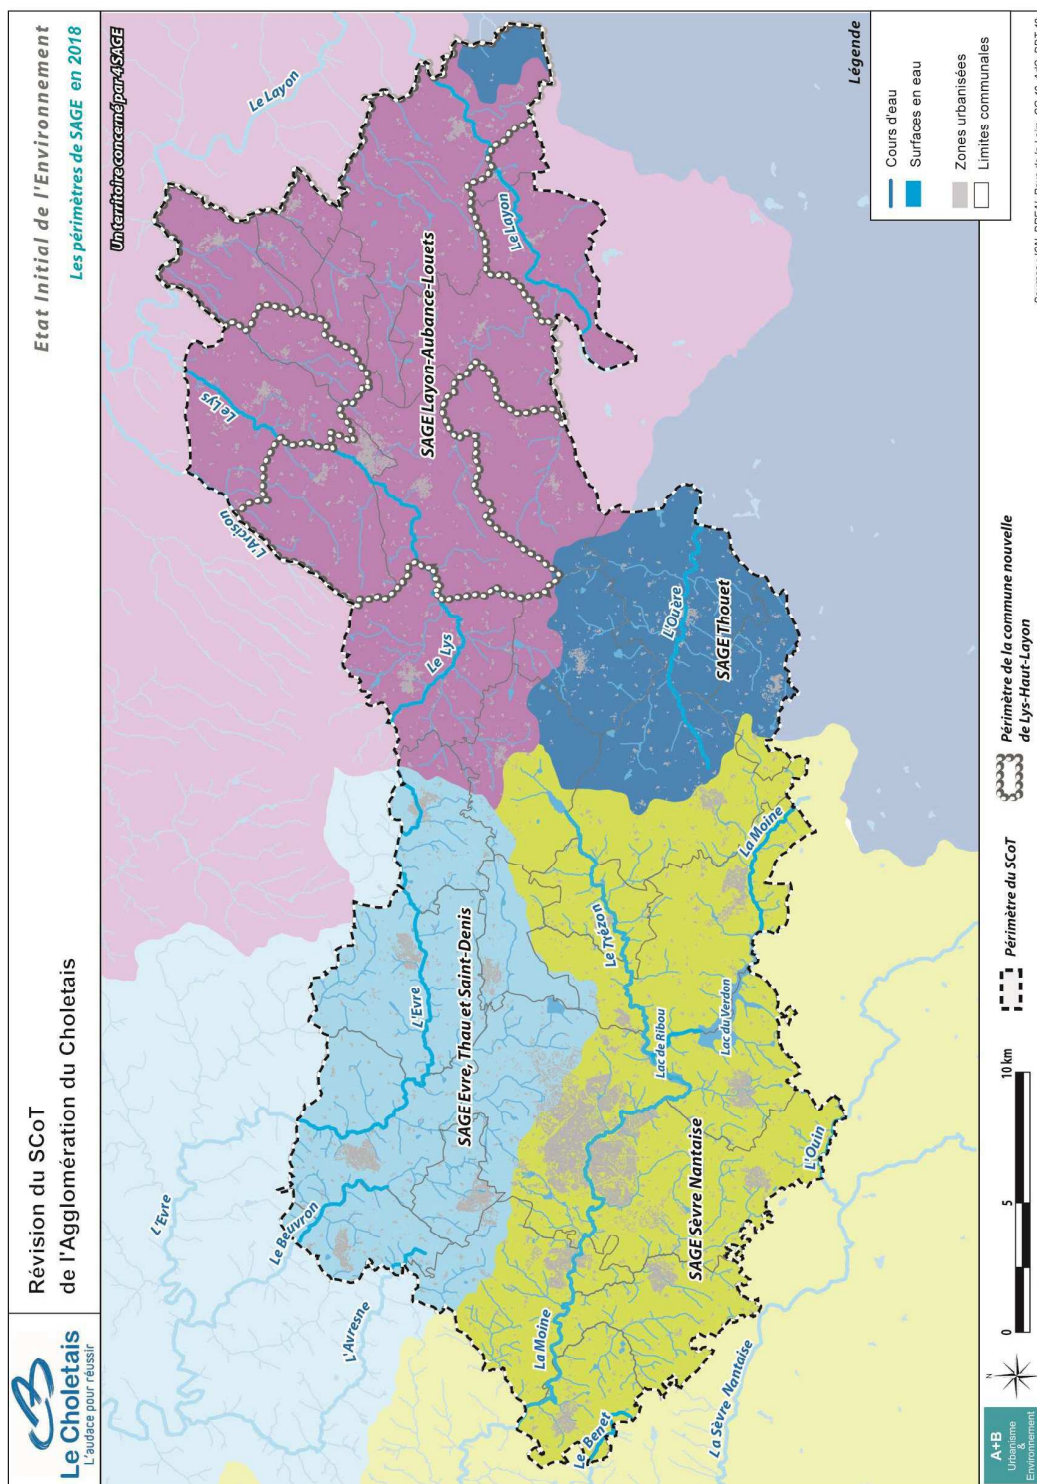 Le Choletais
L'audace pour réussir
Révision du SCoT
de l'Agglomération du Choletais
Etat Initial de l'Environnement
Les périmètres de SAGE en 2018
Un territoire concerné par 4 SAGE
L'Evre
Le Beuvron
L'Avresne
L'Evre
SAGE Evre, Thau et Saint-Denis
L'Arcison
Le Lys
Le Layon
Le Lys
SAGE Layon-Aubance-Louets
Le Layon
La Moine
Le Benet
La Sèvre Nantaise
SAGE Sèvre Nantaise
L'Ouin
Lac de Ribou
Lac du Verdon
Le Trézon
La Moine
L'Ouère
SAGE Thouet
Légende
Cours d'eau
Surfaces en eau
Zones urbanisées
Limites communales
A+B
Urbanisme
&
Environnement
N
0
5
10 km
Périmètre du SCoT
Périmètre de la commune nouvelle
de Lys-Haut-Layon